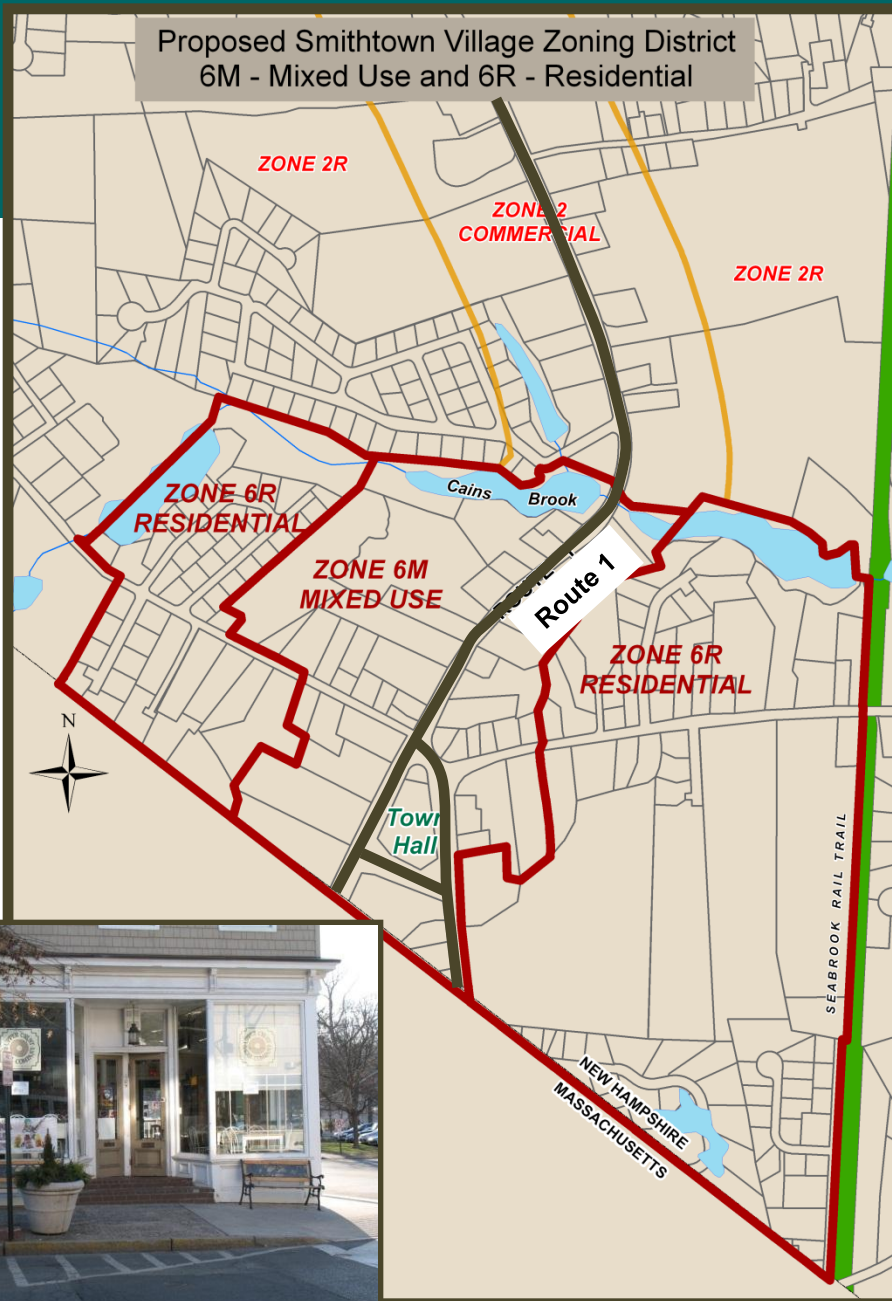 Proposed Smithtown Village Zoning District
6M - Mixed Use and 6R - Residential
ZONE 2R
ZONE 2
COMMERCIAL
ZONE 2R
Cains Brook
ZONE 6R
RESIDENTIAL
ZONE 6M
MIXED USE
Route 1
ZONE 6R
RESIDENTIAL
N
Town
Hall
SEABROOK RAIL TRAIL
NEW HAMPSHIRE
MASSACHUSETTS